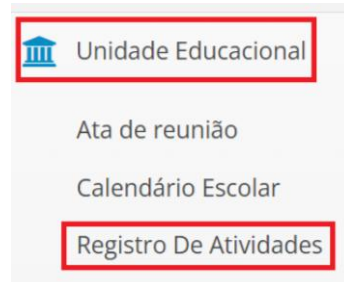 Unidade Educacional
Ata de reunião
Calendário Escolar
Registro De Atividades